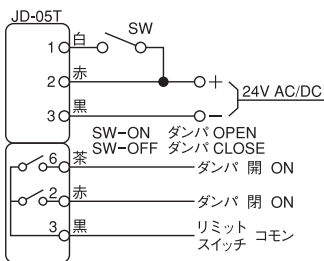 JD-05T
1 白 SW
2 赤 +
24V AC/DC
3 黒 −
SW-ON ダンパ OPEN
SW-OFF ダンパ CLOSE
6 茶 ダンパ 開 ON
2 赤 ダンパ 閉 ON
3 黒 リミットスイッチ コモン